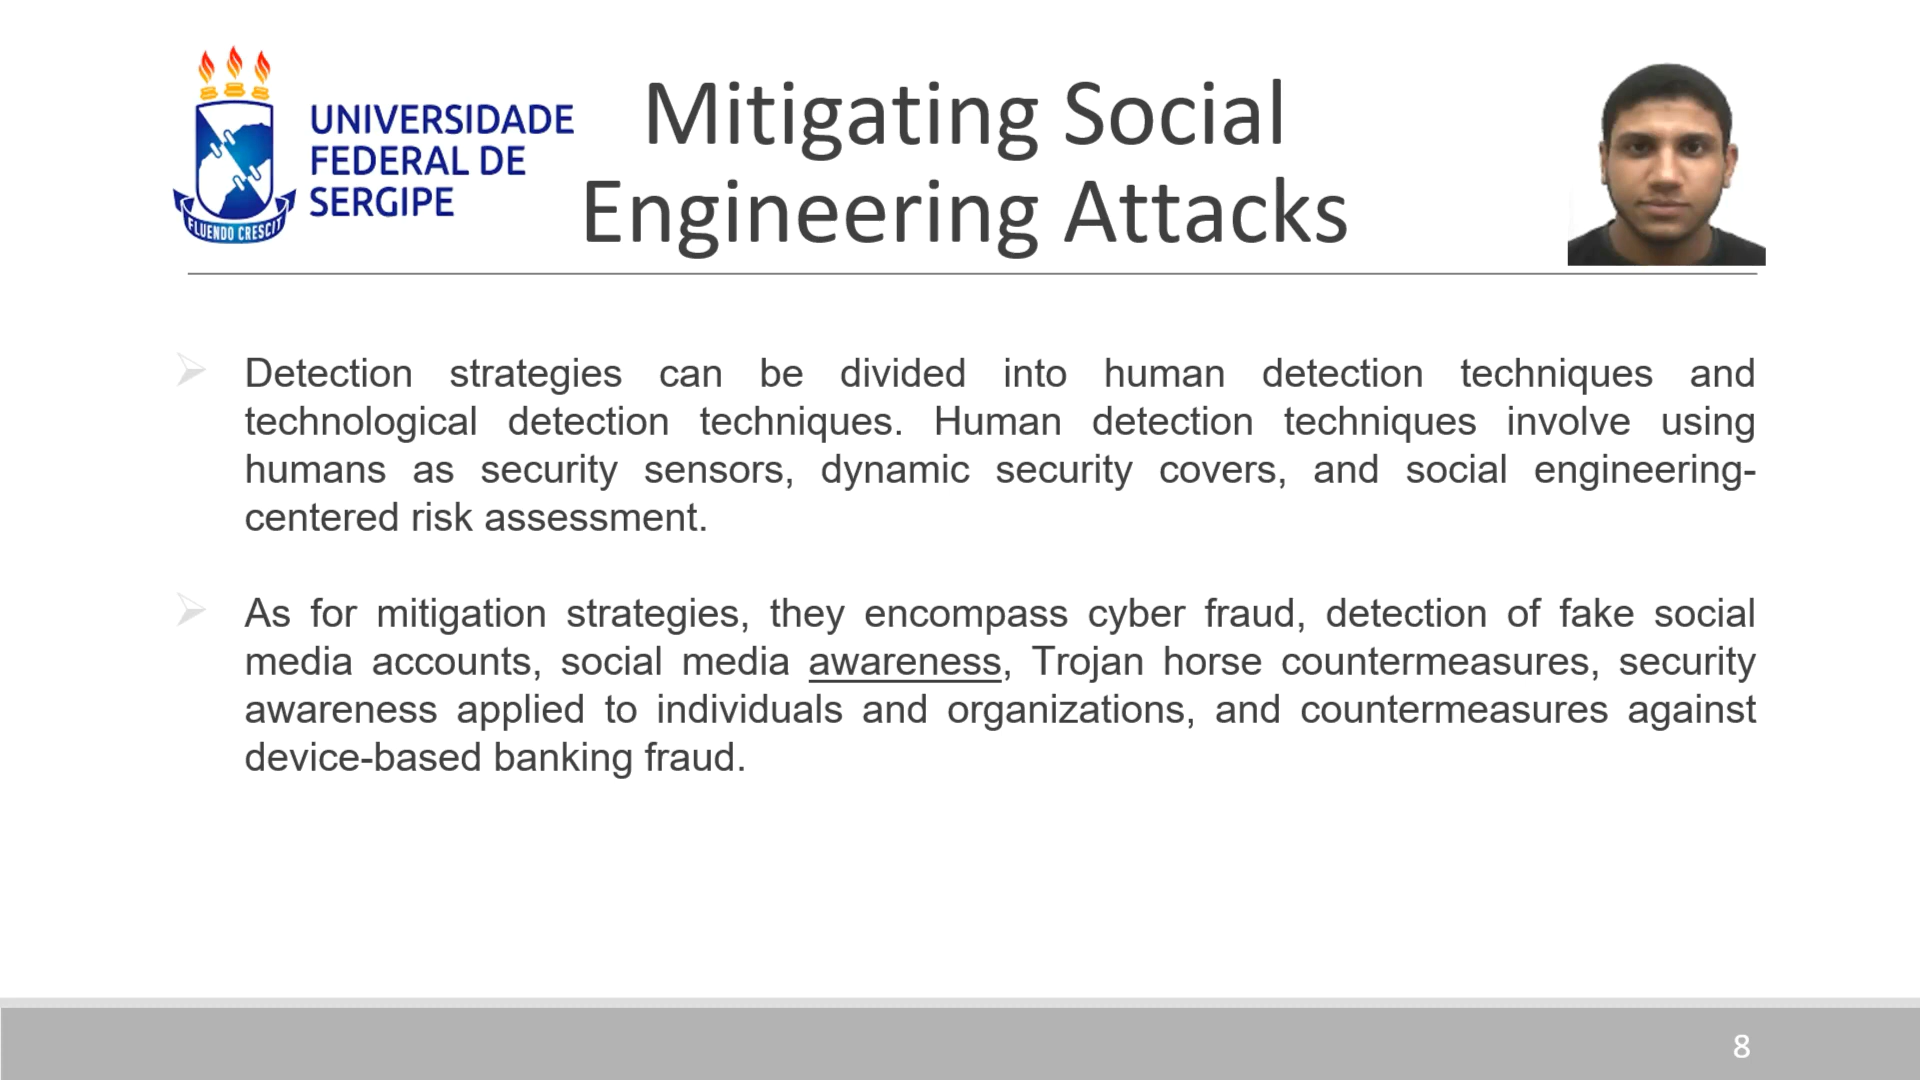 Mitigating Social
Engineering Attacks
UNIVERSIDADE
FEDERAL DE
SERGIPE
FLUENDO CRESCIT
Detection strategies can be divided into human detection techniques and
technological detection techniques. Human detection techniques involve using
humans as security sensors, dynamic security covers, and social engineering-
centered risk assessment.
As for mitigation strategies, they encompass cyber fraud, detection of fake social
media accounts, social media awareness, Trojan horse countermeasures, security
awareness applied to individuals and organizations, and countermeasures against
device-based banking fraud.
8